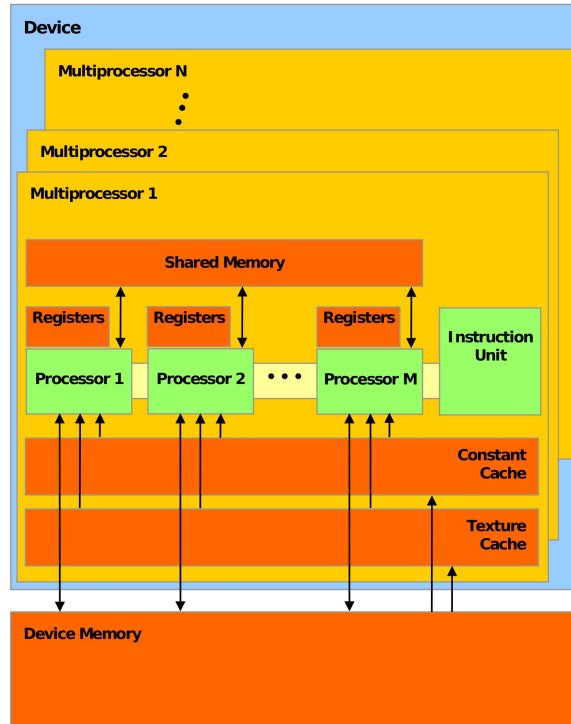 Device
Multiprocessor N
Multiprocessor 2
Multiprocessor 1
Shared Memory
Registers
Registers
Registers
Instruction
Unit
Processor 1
Processor 2
Processor M
Constant
Cache
Texture
Cache
Device Memory